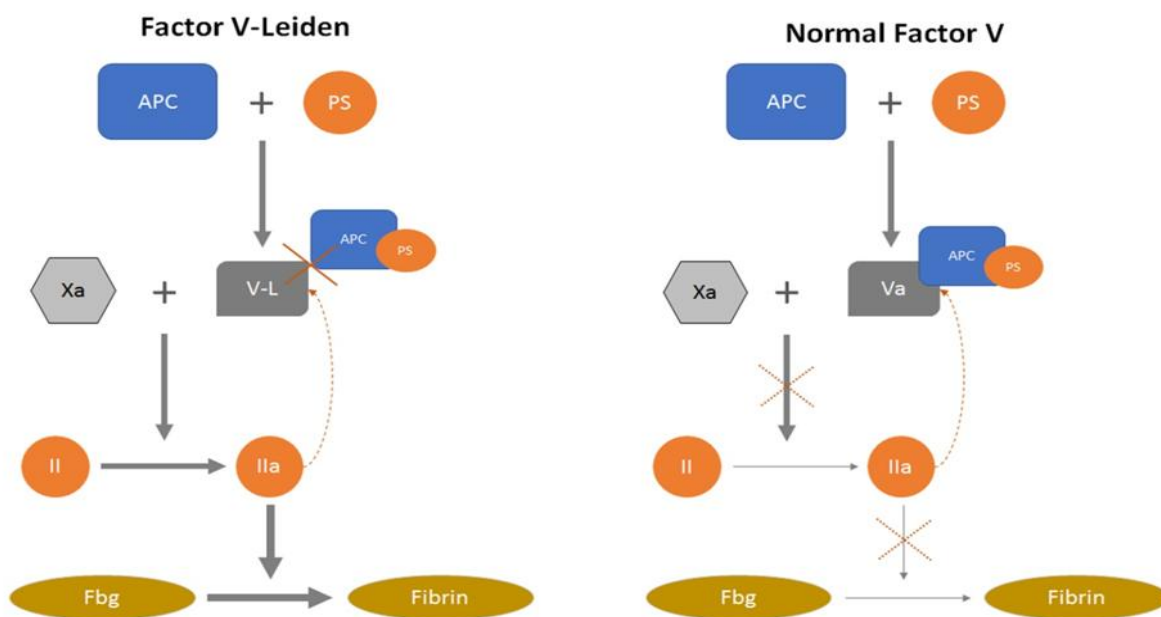 Factor V-Leiden
APC + PS
APC
PS
Xa + V-L
II
IIa
Fbg
Fibrin
Normal Factor V
APC + PS
APC
PS
Xa + Va
II
IIa
Fbg
Fibrin